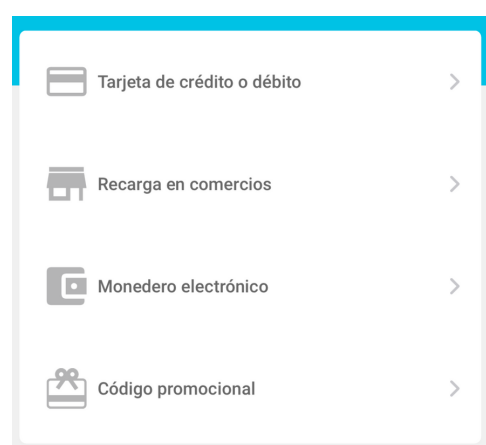 Tarjeta de crédito o débito
Recarga en comercios
Monedero electrónico
Código promocional